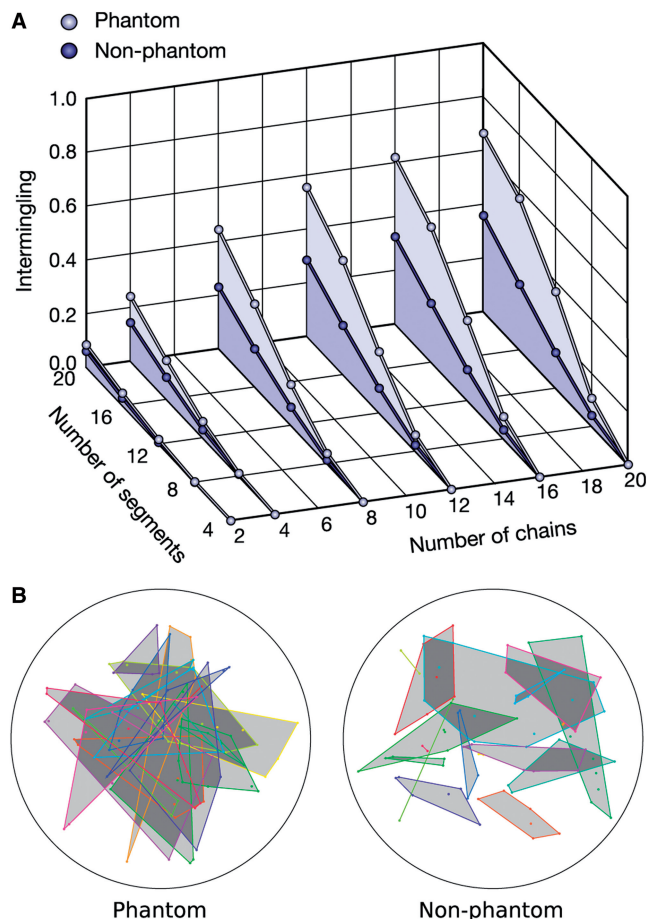 A
Phantom
Non-phantom
1.0
0.8
0.6
0.4
0.2
0.0
Intermingling
20
16
12
8
4
Number of segments
2
4
6
8
10
12
14
16
18
20
Number of chains
B
Phantom
Non-phantom